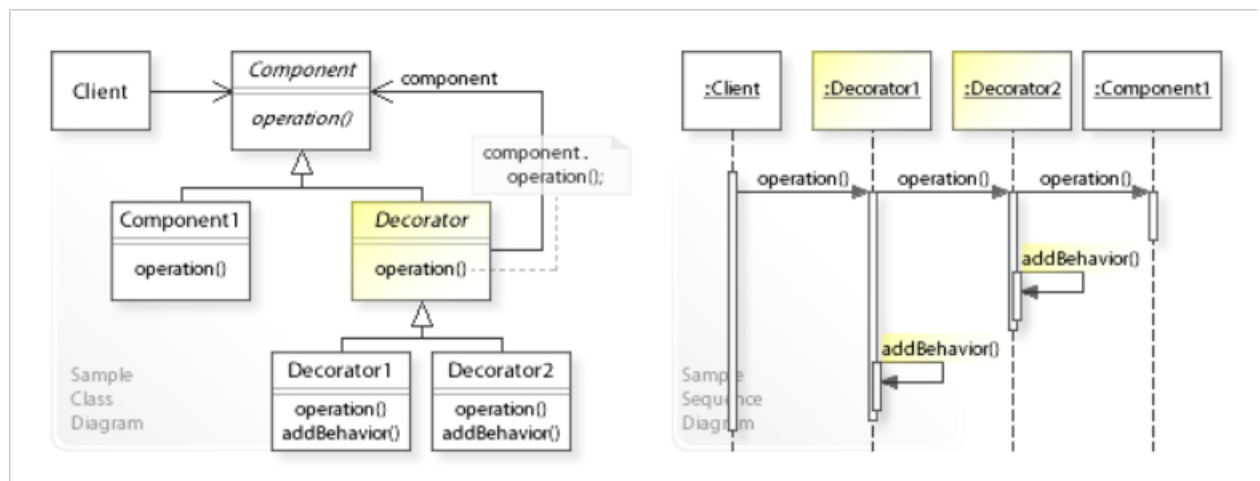 Client
Component
operation()
component
component.
operation();
Component1
operation()
Decorator
operation()
Decorator1
operation()
addBehavior()
Decorator2
operation()
addBehavior()
Sample
Class
Diagram
:Client
:Decorator1
:Decorator2
:Component1
operation()
operation()
operation()
addBehavior()
addBehavior()
Sample
Sequence
Diagram